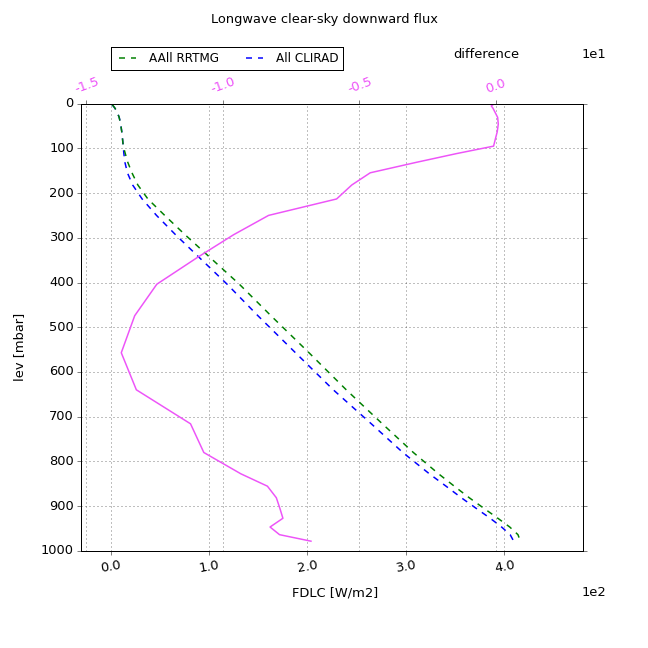 Longwave clear-sky downward flux
AAll RRTMG All CLIRAD
difference 1e1
-1.5 -1.0 -0.5 0.0
0
100
200
300
400
500
600
700
800
900
1000
lev [mbar]
0.0 1.0 2.0 3.0 4.0
FDLC [W/m2] 1e2